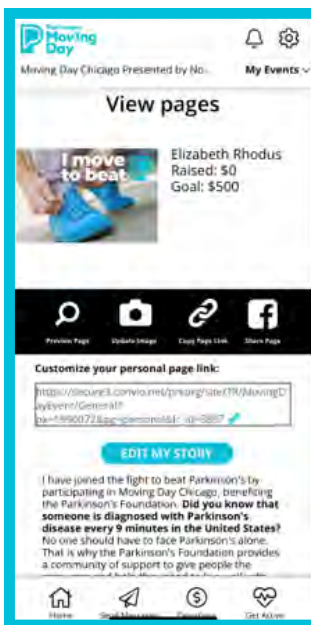 Parkinson's
Moving
Day
Moving Day Chicago Presented by No...
My Events
View pages
I move
to beat
Elizabeth Rhodus
Raised: $0
Goal: $500
Preview Page
Update Image
Copy Page Link
Share Page
Customize your personal page link:
EDIT MY STORY
I have joined the fight to beat Parkinson's by
participating in Moving Day Chicago, benefiting
the Parkinson's Foundation. Did you know that
someone is diagnosed with Parkinson's
disease every 9 minutes in the United States?
No one should have to face Parkinson's alone.
That is why the Parkinson's Foundation provides
a community of support to give people the
Home
Send Messages
Donations
Get Active